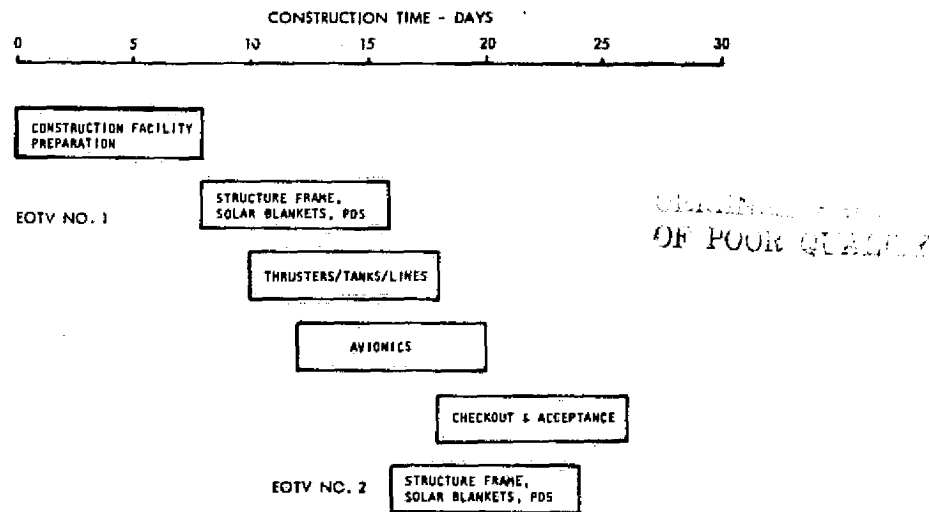 CONSTRUCTION TIME - DAYS
0 5 10 15 20 25 30
CONSTRUCTION FACILITY
PREPARATION
EOTV NO. 1
STRUCTURE FRAME,
SOLAR BLANKETS, PDS
OF POOR QUALITY
THRUSTERS/TANKS/LINES
AVIONICS
CHECKOUT & ACCEPTANCE
EOTV NO. 2
STRUCTURE FRAME,
SOLAR BLANKETS, PDS